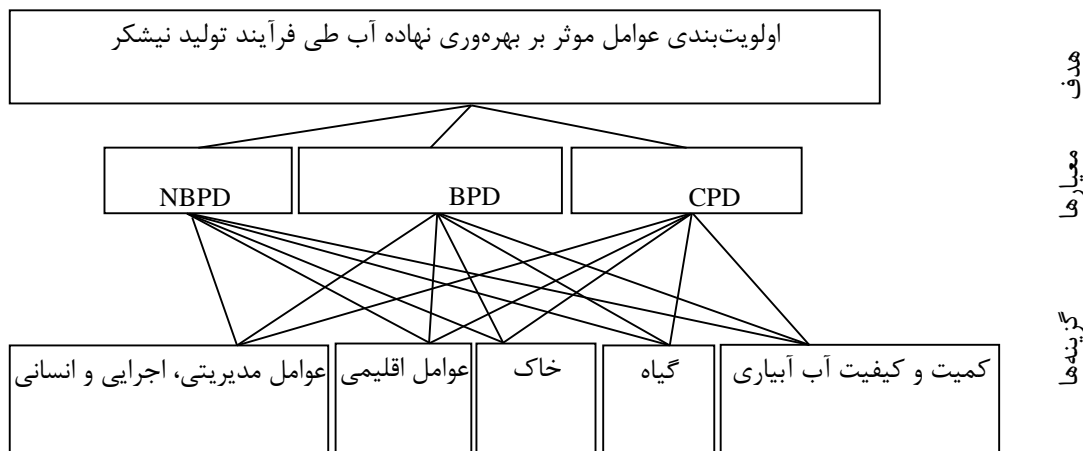 اولویت‌بندی عوامل موثر بر بهره‌وری نهاده آب طی فرآیند تولید نیشکر
هدف
CPD
BPD
NBPD
معیارها
کمیت و کیفیت آب آبیاری
گیاه
خاک
عوامل اقلیمی
عوامل مدیریتی، اجرایی و انسانی
گزینه‌ها